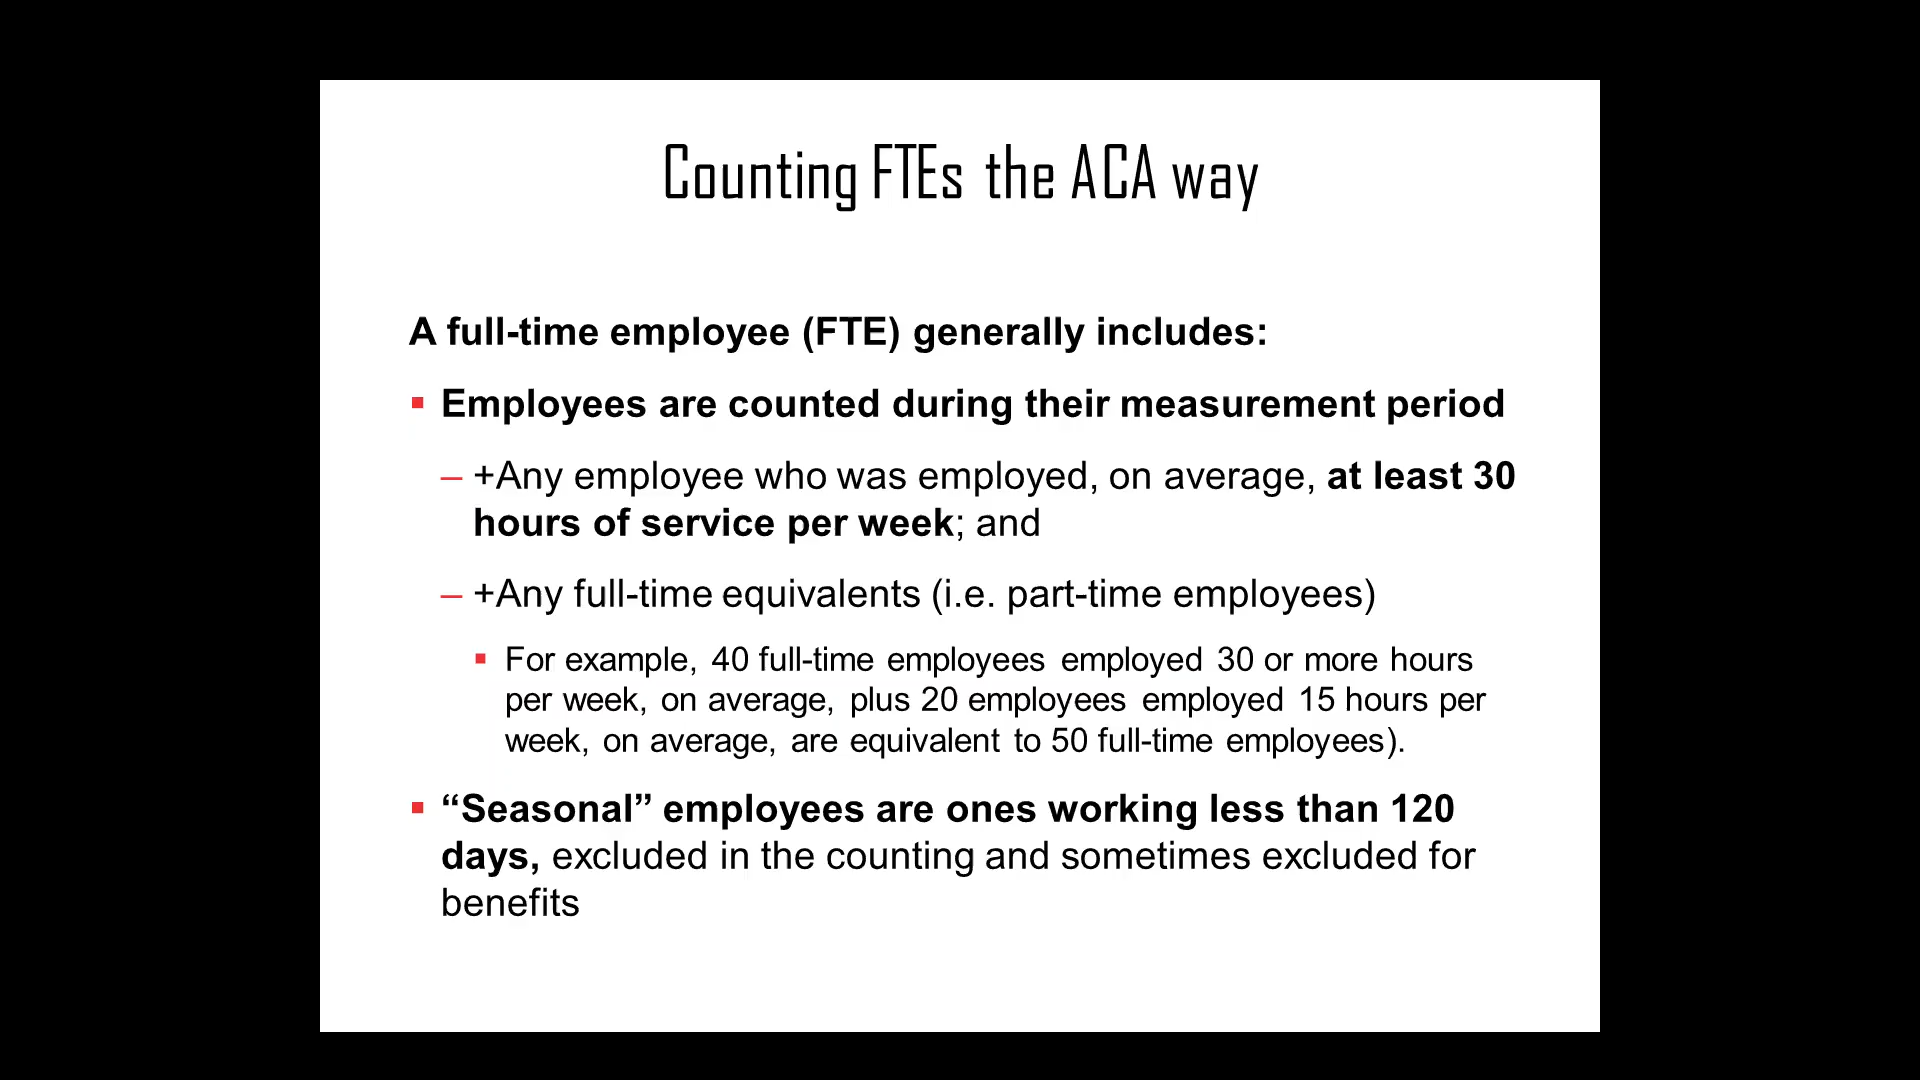 Counting FTEs the ACA way
A full-time employee (FTE) generally includes:
▪ Employees are counted during their measurement period
– +Any employee who was employed, on average, at least 30
hours of service per week; and
– +Any full-time equivalents (i.e. part-time employees)
▪ For example, 40 full-time employees employed 30 or more hours
per week, on average, plus 20 employees employed 15 hours per
week, on average, are equivalent to 50 full-time employees).
▪ “Seasonal” employees are ones working less than 120
days, excluded in the counting and sometimes excluded for
benefits